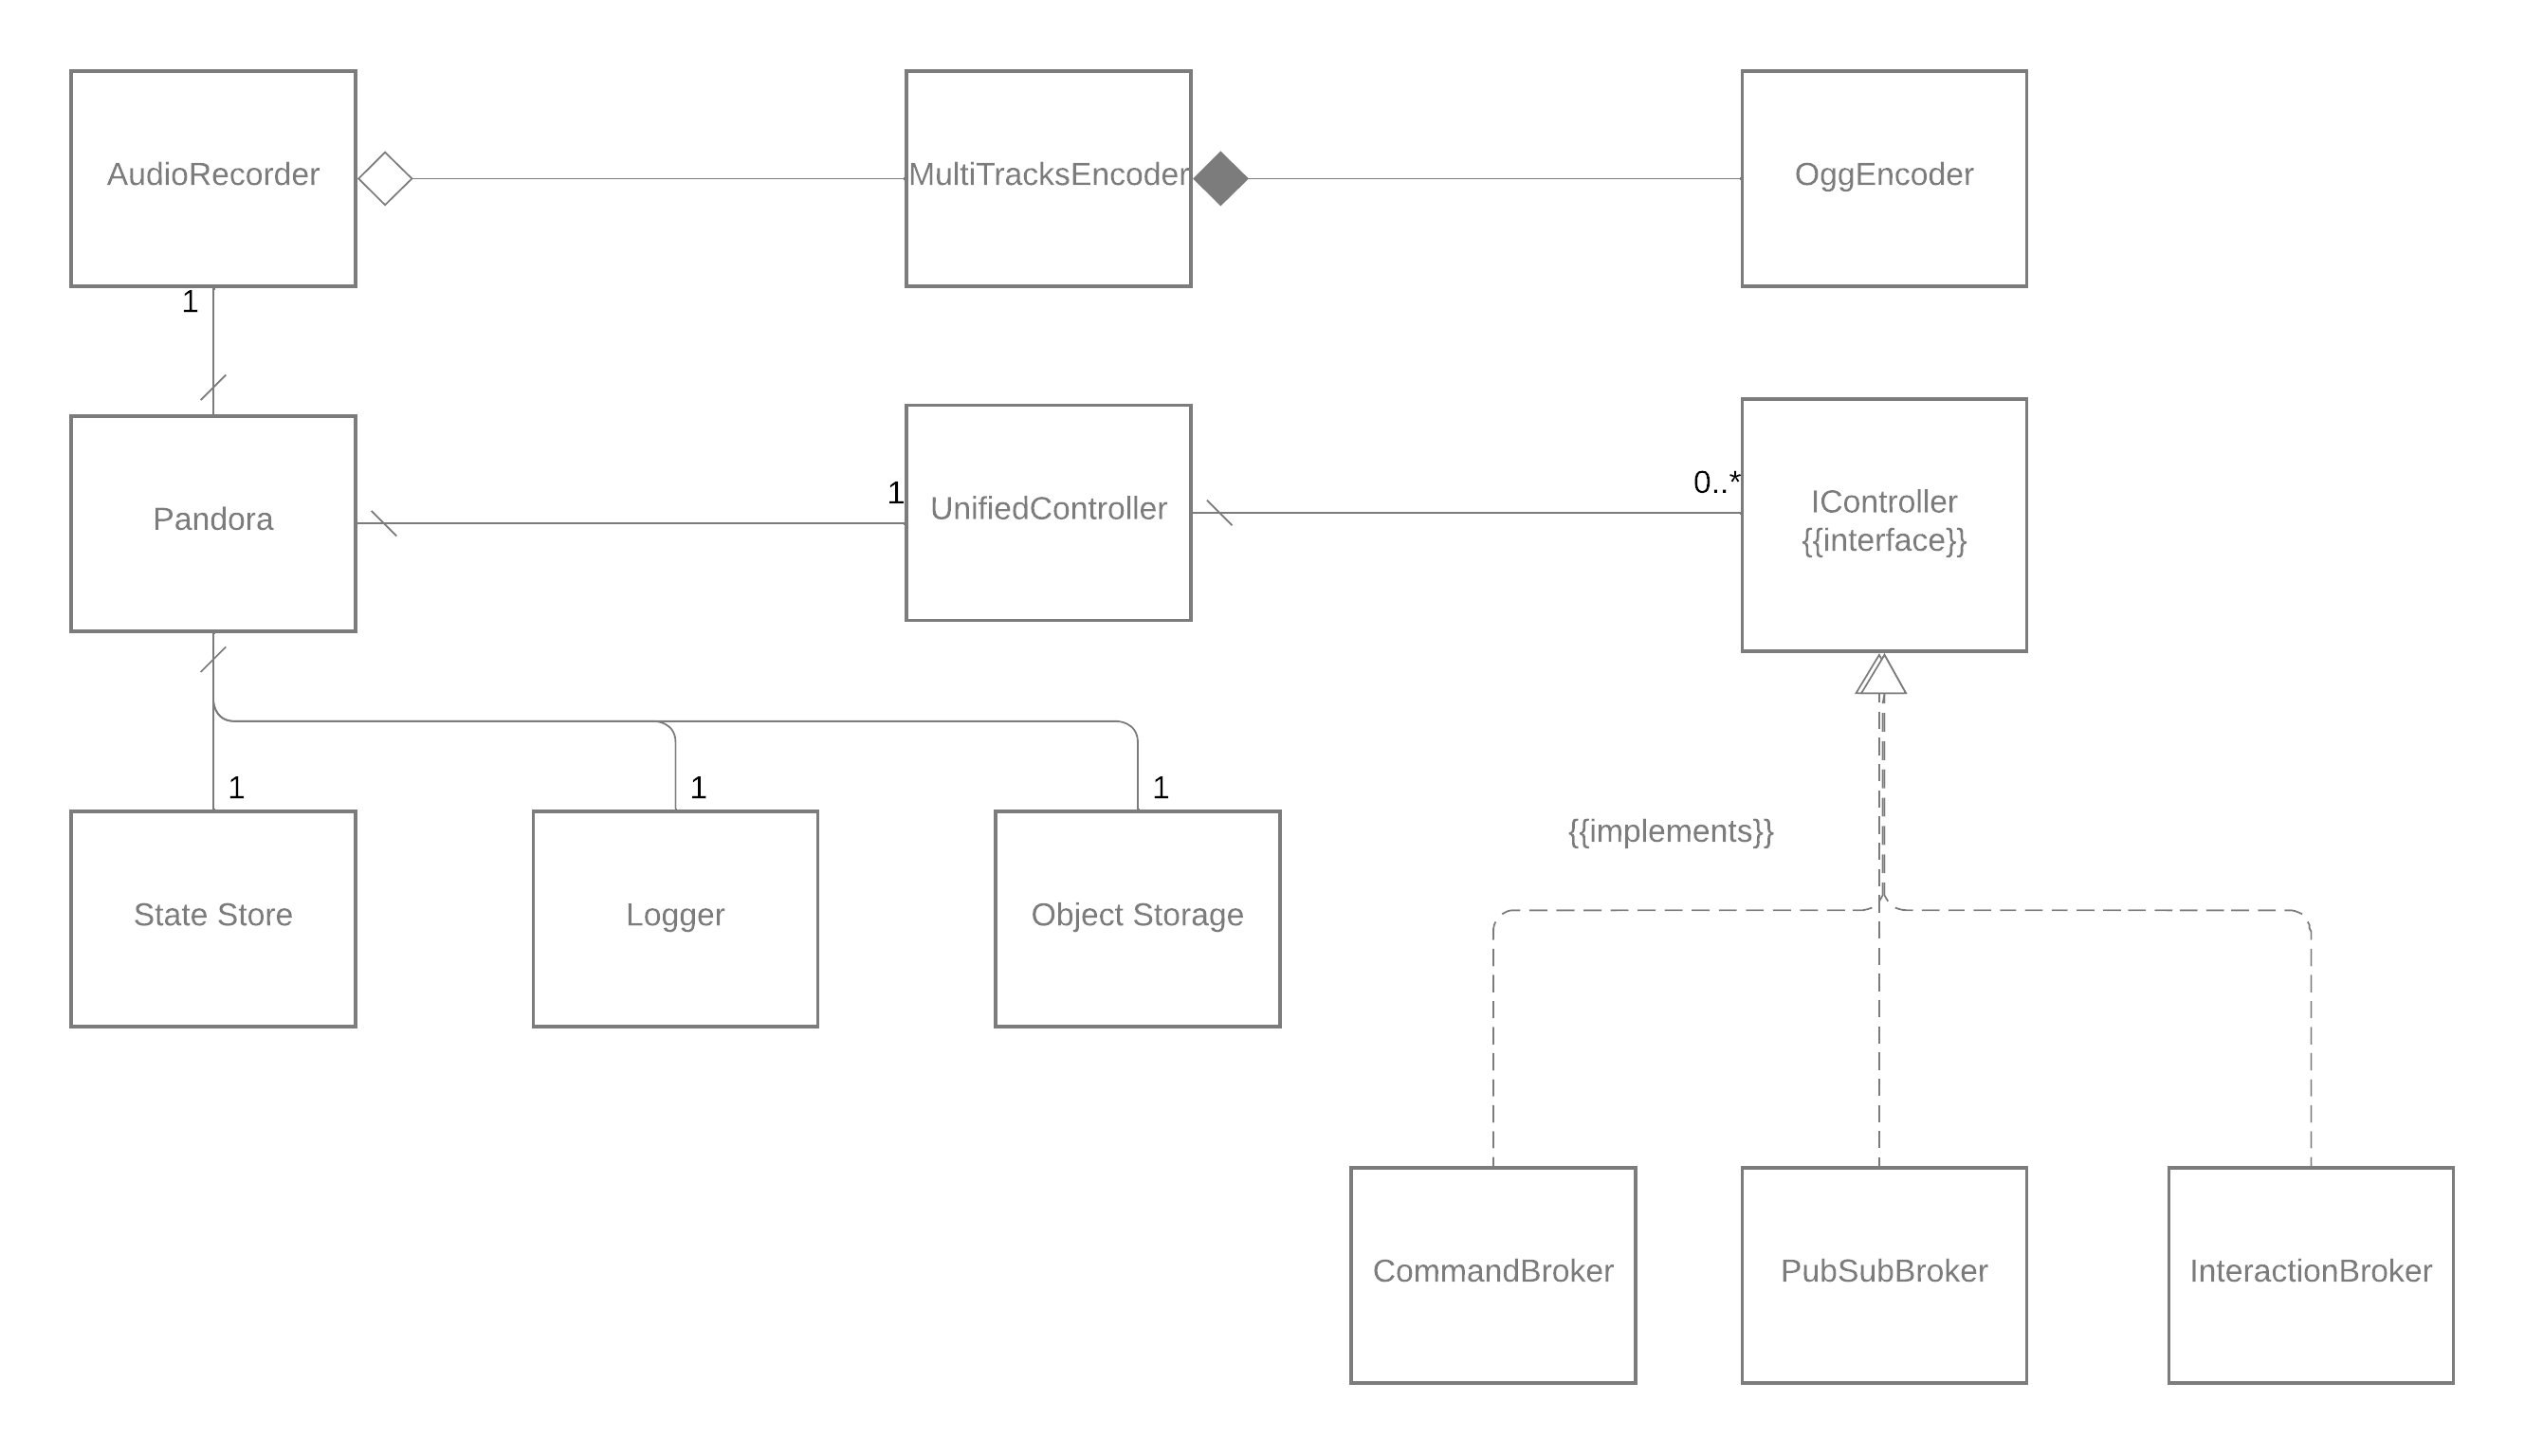 AudioRecorder
MultiTracksEncoder
OggEncoder
1
Pandora
1
UnifiedController
0..*
IController
{{interface}}
1
1
1
{{implements}}
State Store
Logger
Object Storage
CommandBroker
PubSubBroker
InteractionBroker